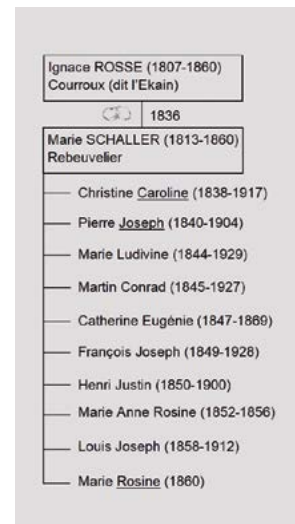 Ignace ROSSE (1807-1860)
Courroux (dit l'Ekain)
1836
Marie SCHALLER (1813-1860)
Rebeuvelier
Christine Caroline (1838-1917)
Pierre Joseph (1840-1904)
Marie Ludivine (1844-1929)
Martin Conrad (1845-1927)
Catherine Eugénie (1847-1869)
François Joseph (1849-1928)
Henri Justin (1850-1900)
Marie Anne Rosine (1852-1856)
Louis Joseph (1858-1912)
Marie Rosine (1860)